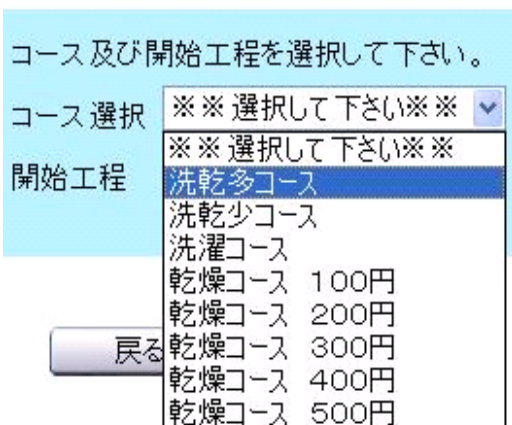 コース及び開始工程を選択して下さい。
コース選択 ※※選択して下さい※※
※※選択して下さい※※
開始工程
洗乾多コース
洗乾少コース
洗濯コース
乾燥コース 100円
乾燥コース 200円
乾燥コース 300円
戻る
乾燥コース 400円
乾燥コース 500円